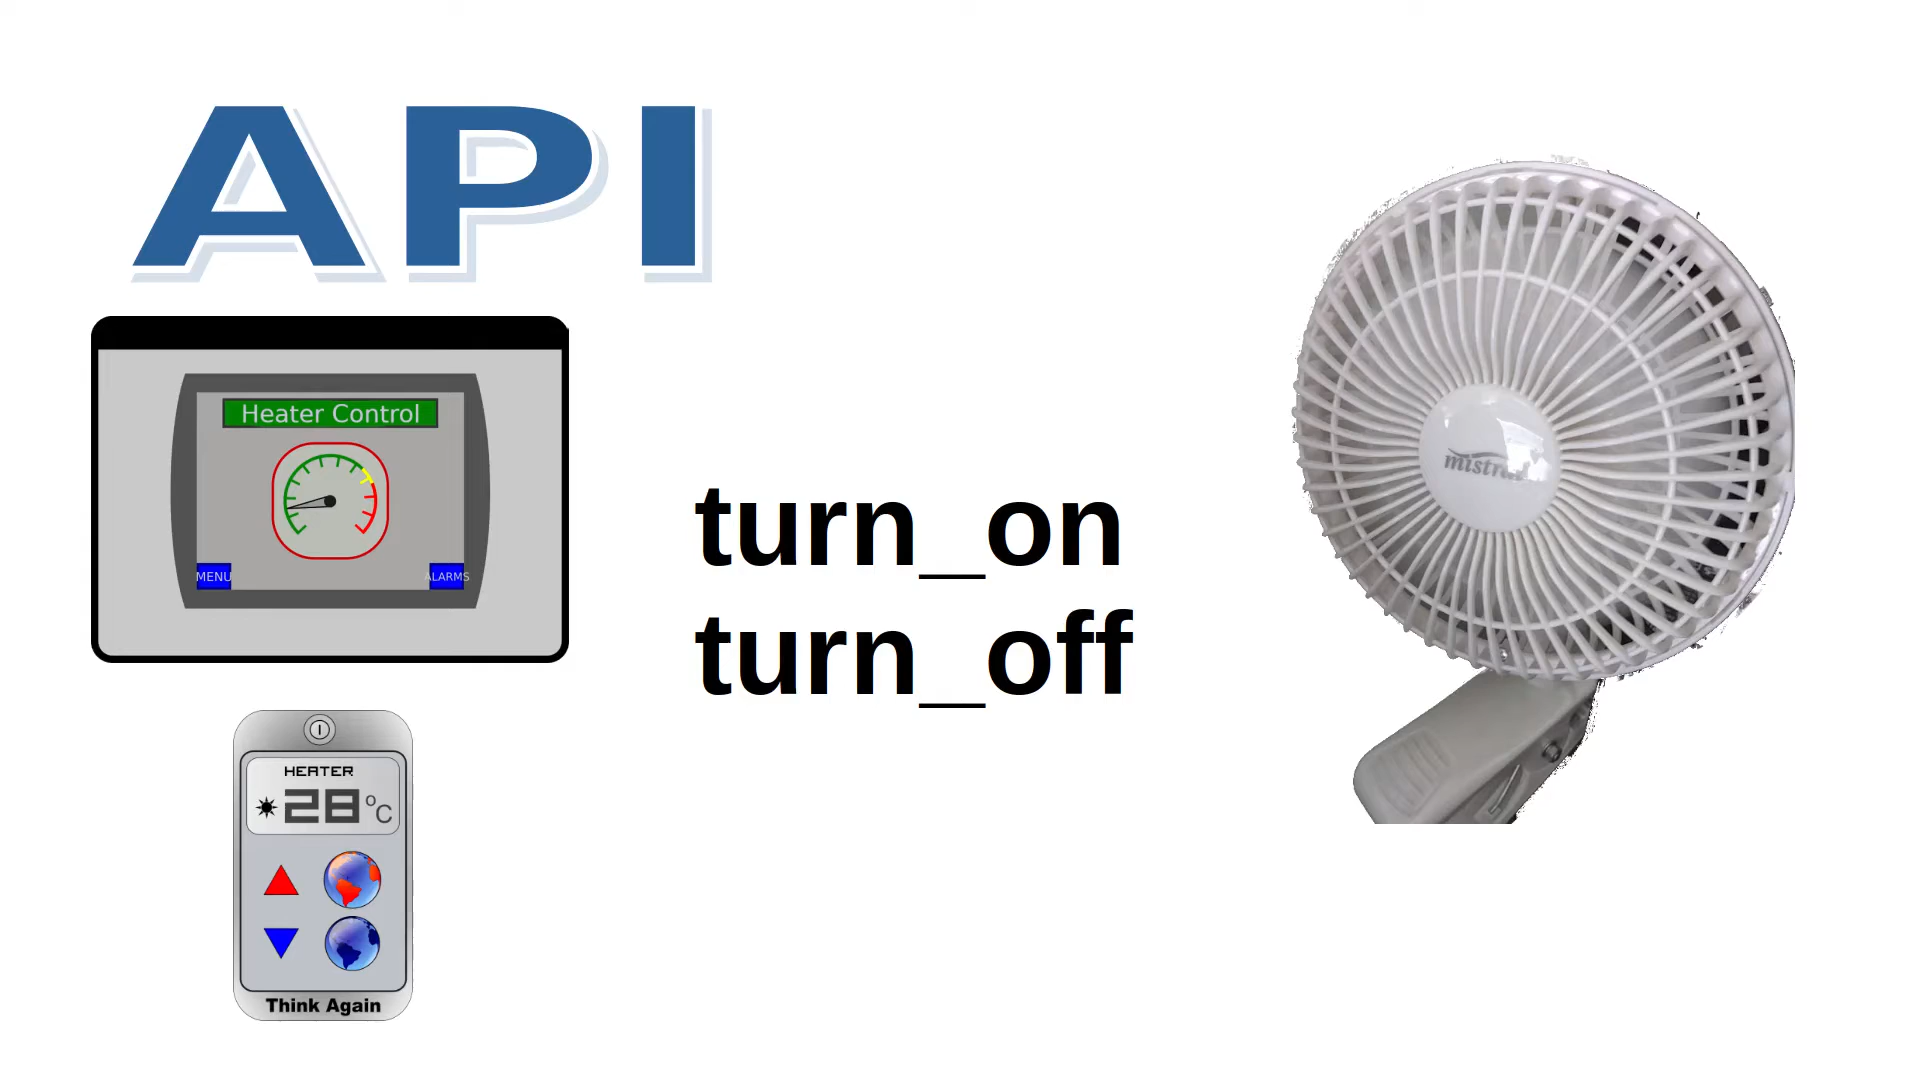 API
Heater Control
MENU
ALARMS
turn_on
turn_off
HEATER
28°C
Think Again